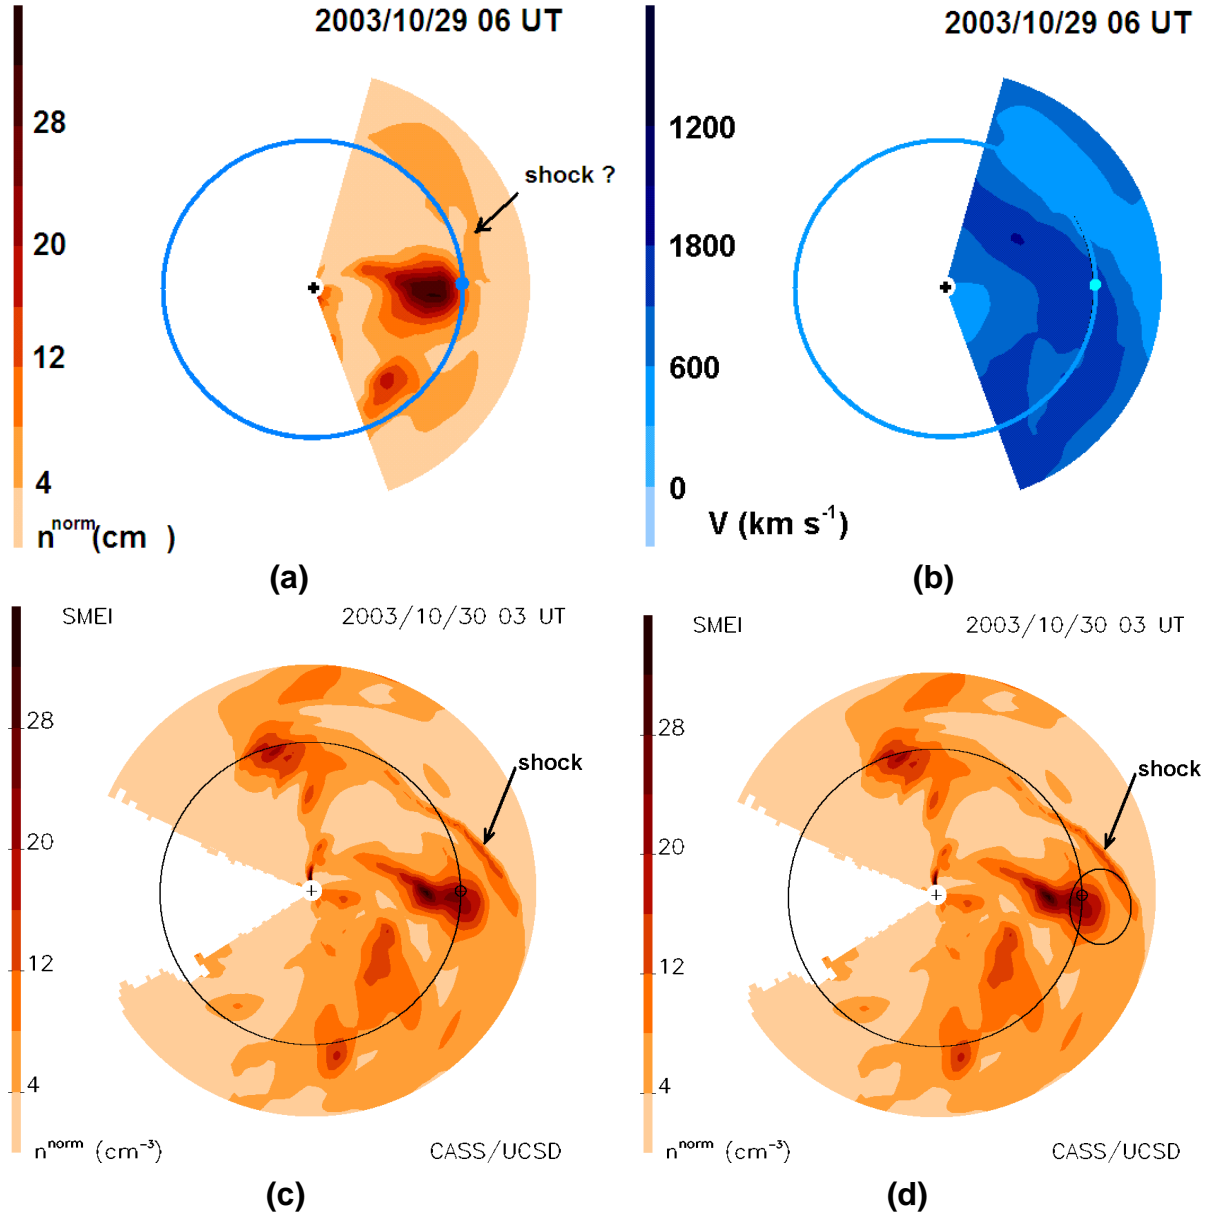 2003/10/29 06 UT
28
20
12
4
shock ?
n^norm(cm )
(a)
2003/10/29 06 UT
1200
1800
600
0
V (km s^-1)
(b)
SMEI
2003/10/30 03 UT
28
20
12
4
shock
n^norm (cm^-3)
CASS/UCSD
(c)
SMEI
2003/10/30 03 UT
28
20
12
4
shock
n^norm (cm^-3)
CASS/UCSD
(d)